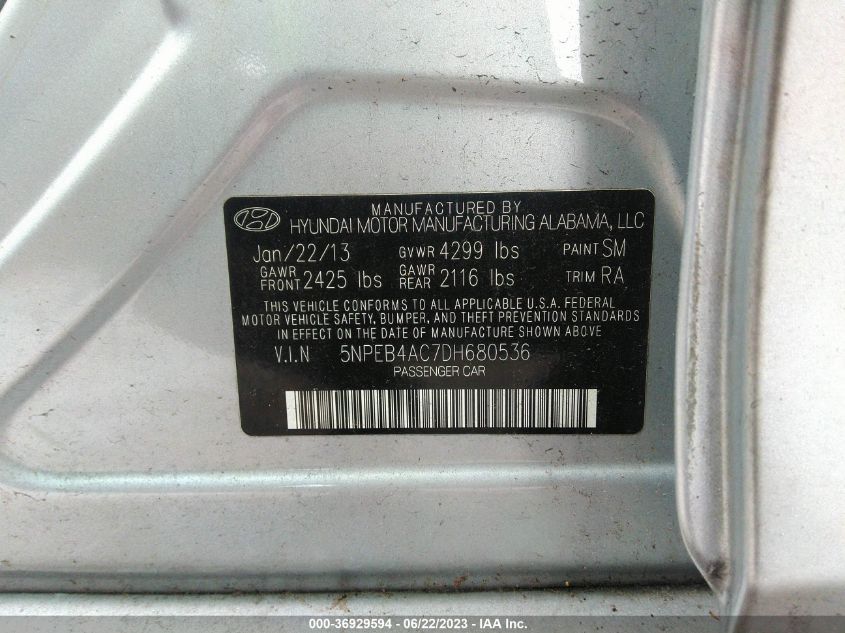 MANUFACTURED BY
HYUNDAI MOTOR MANUFACTURING ALABAMA, LLC
Jan/22/13 GVWR 4299 lbs PAINT SM
GAWR FRONT 2425 lbs GAWR REAR 2116 lbs TRIM RA
THIS VEHICLE CONFORMS TO ALL APPLICABLE U.S.A. FEDERAL
MOTOR VEHICLE SAFETY, BUMPER, AND THEFT PREVENTION STANDARDS
IN EFFECT ON THE DATE OF MANUFACTURE SHOWN ABOVE
V.I.N 5NPEB4AC7DH680536
PASSENGER CAR
000-36929594 - 06/22/2023 - IAA Inc.